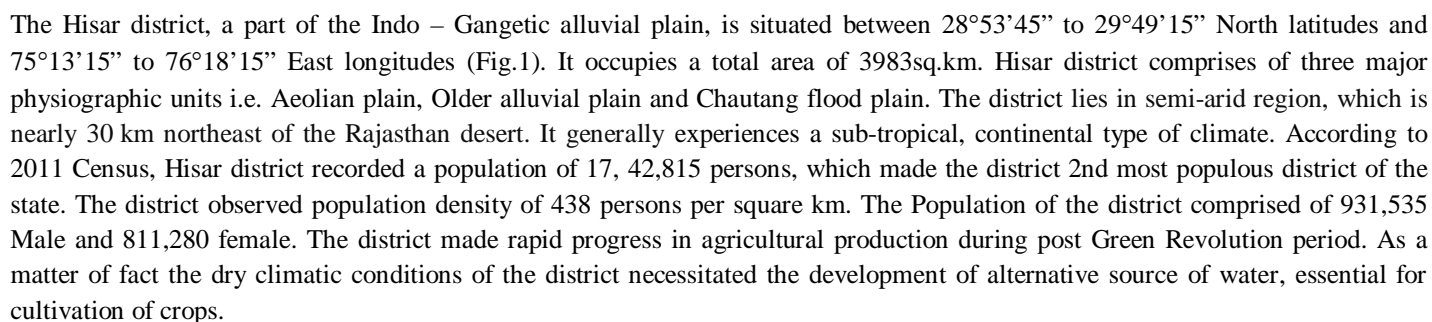 The Hisar district, a part of the Indo – Gangetic alluvial plain, is situated between 28°53’45” to 29°49’15” North latitudes and
75°13’15” to 76°18’15” East longitudes (Fig.1). It occupies a total area of 3983sq.km. Hisar district comprises of three major
physiographic units i.e. Aeolian plain, Older alluvial plain and Chautang flood plain. The district lies in semi-arid region, which is
nearly 30 km northeast of the Rajasthan desert. It generally experiences a sub-tropical, continental type of climate. According to
2011 Census, Hisar district recorded a population of 17, 42,815 persons, which made the district 2nd most populous district of the
state. The district observed population density of 438 persons per square km. The Population of the district comprised of 931,535
Male and 811,280 female. The district made rapid progress in agricultural production during post Green Revolution period. As a
matter of fact the dry climatic conditions of the district necessitated the development of alternative source of water, essential for
cultivation of crops.